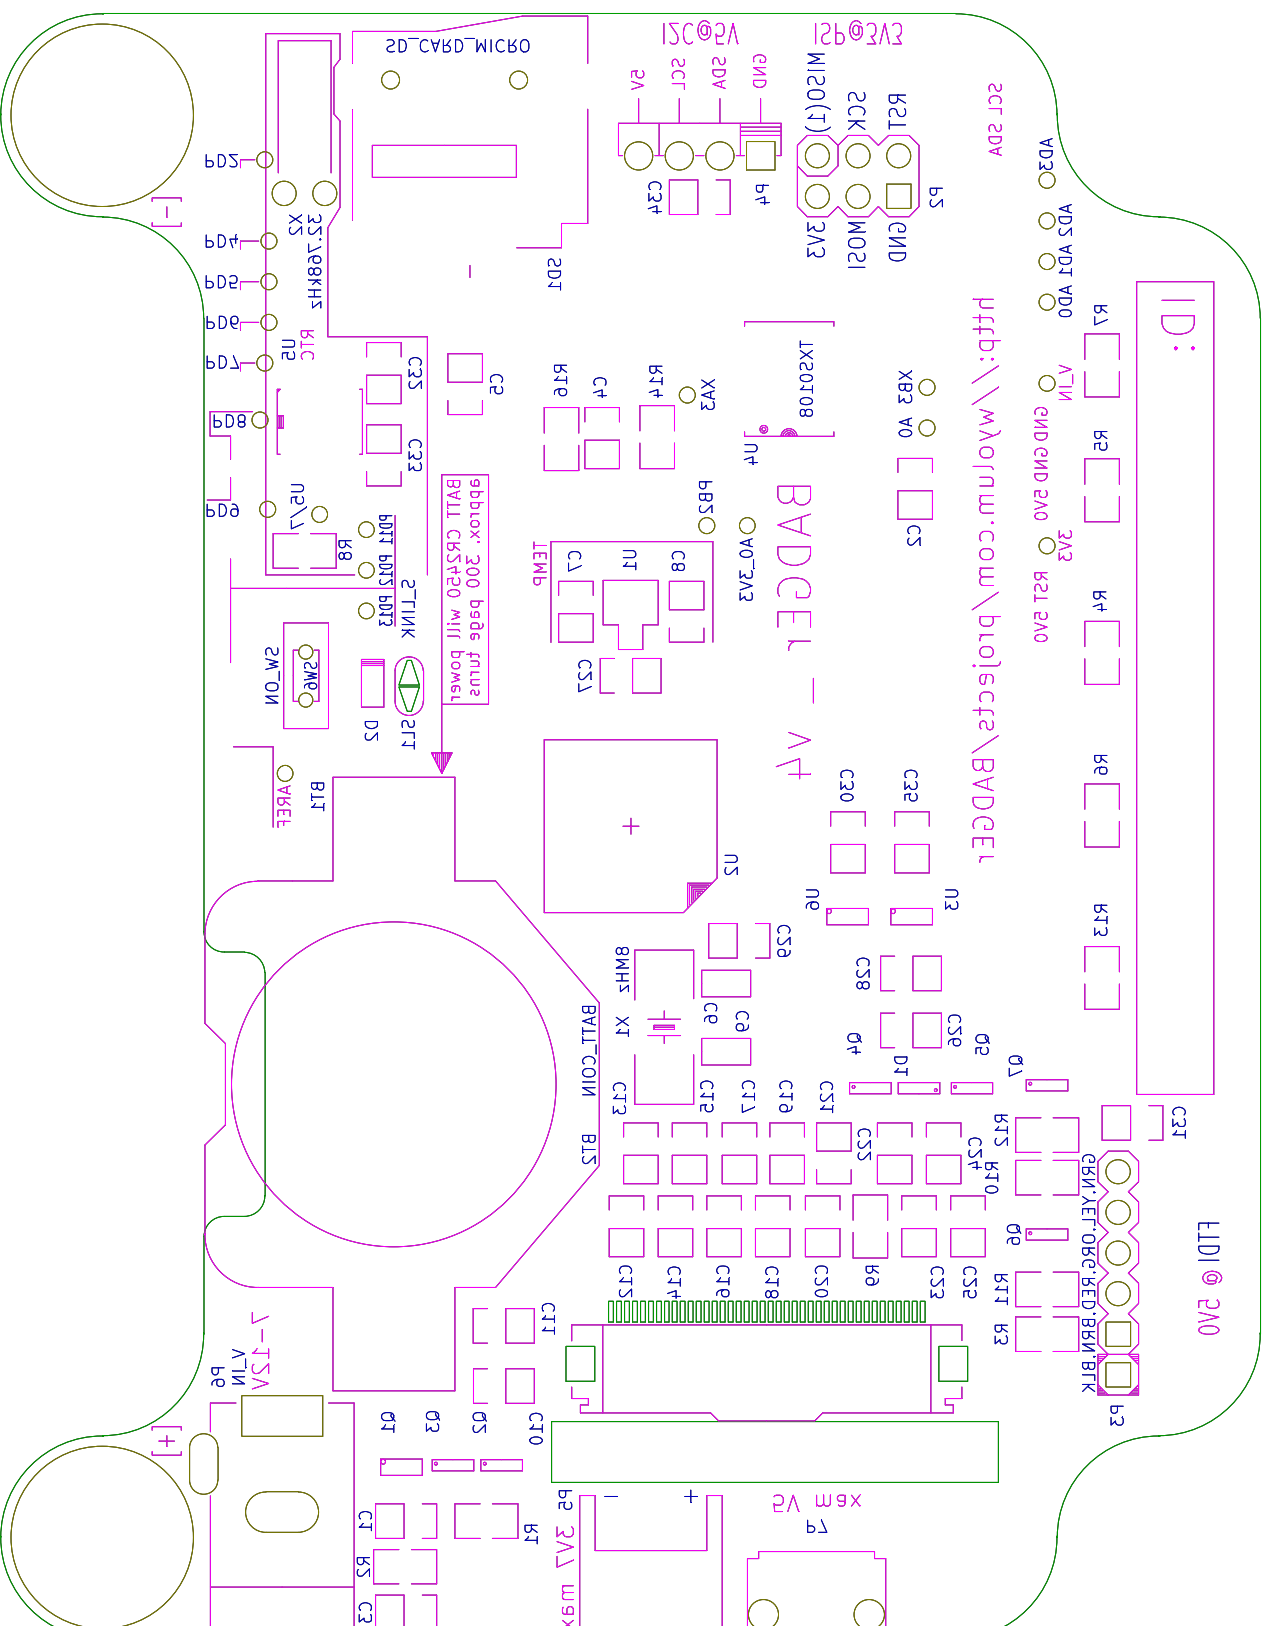 I2C@5V
ISP@3V3
SD_CARD_MICRO
5V
SCL
SDA
GND
MISO(1)
SCK
RST
SCL SDA
AD3
PD2
[-]
C34
P4
P2
X2
32.768kHz
PD4
3V3
MOSI
GND
AD2 AD1 AD0
SD1
-
PD5
PD6
U5
RTC
PD7
C32
C5
R16
C4
R14
XA3
TXS0108
U4
XB3 A0
http://wyolum.com/projects/BADGEr
V_IN
R7
ID:
PD8
C33
GND GND 5V0
R5
PD9
U5/7
R8
PD11 PD12 PD13
S_LINK
approx. 300 page turns
BATT CR2450 will power
TEMP
C7
U1
C8
PB2
A0_3V3
BADGEr - v4
C2
3V3
RST 5V0
R4
SW_ON
SW6
D2
SL1
C27
AREF
BT1
U2
C30
C35
R6
U6
U3
R13
C29
8MHz
X1
C6
C9
C28
C26
BATT_COIN
BT2
Q4
D1
Q5
Q7
C13
C15
C17
C19
C21
C22
C24
R12
R10
C31
GRN.YEL.ORG.RED.BRN.BLK
FTDI @ 5V0
Q6
C12
C14
C16
C18
C20
R9
C23
C25
R11
R3
P3
7-12V
V_IN
P6
C11
C10
[+]
Q1
Q3
Q2
P5
3V7 max
-
+
5V max
P7
C1
R1
R2
C3